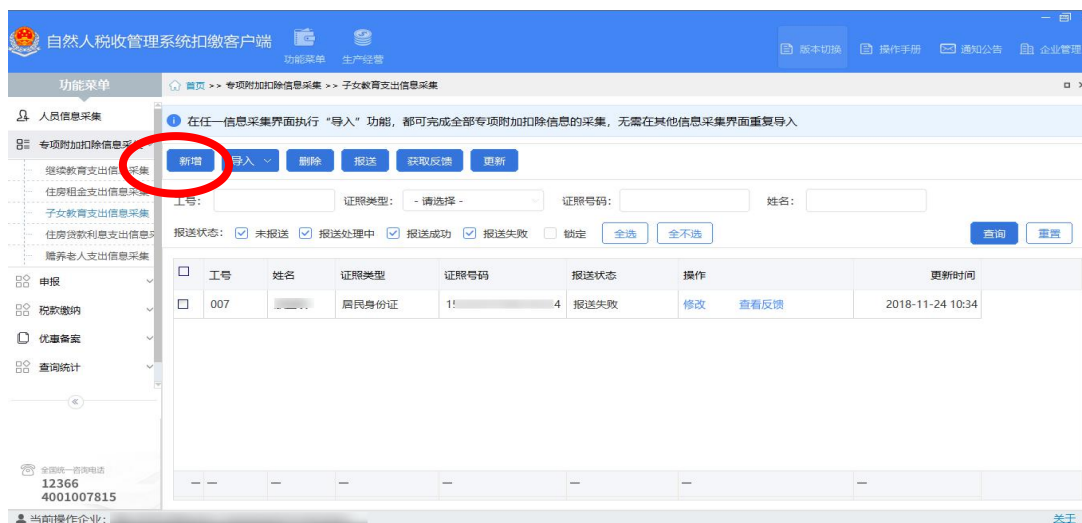 自然人税收管理系统扣缴客户端
功能菜单 生产经营
版本切换 操作手册 通知公告 企业管理
功能菜单
首页 >> 专项附加扣除信息采集 >> 子女教育支出信息采集
人员信息采集
专项附加扣除信息采
继续教育支出信息采集
住房租金支出信息采集
子女教育支出信息采集
住房贷款利息支出信息采
赡养老人支出信息采集
申报
税款缴纳
优惠备案
查询统计
全国统一咨询电话
12366
4001007815
在任一信息采集界面执行“导入”功能，都可完成全部专项附加扣除信息的采集，无需在其他信息采集界面重复导入
新增 导入 删除 报送 获取反馈 更新
工号： 证照类型： - 请选择 - 证照号码： 姓名：
报送状态： 未报送 报送处理中 报送成功 报送失败 锁定 全选 全不选 查询 重置
工号 姓名 证照类型 证照号码 报送状态 操作 更新时间
007 居民身份证 15 4 报送失败 修改 查看反馈 2018-11-24 10:34
— — — — — — — —
当前操作企业： 关于